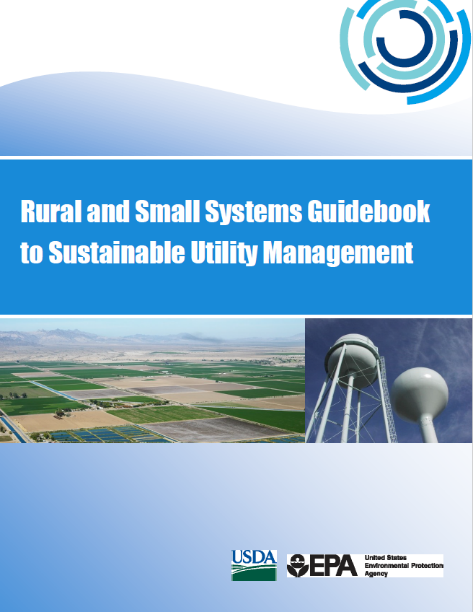 Rural and Small Systems Guidebook
to Sustainable Utility Management
USDA
EPA
United States
Environmental Protection
Agency